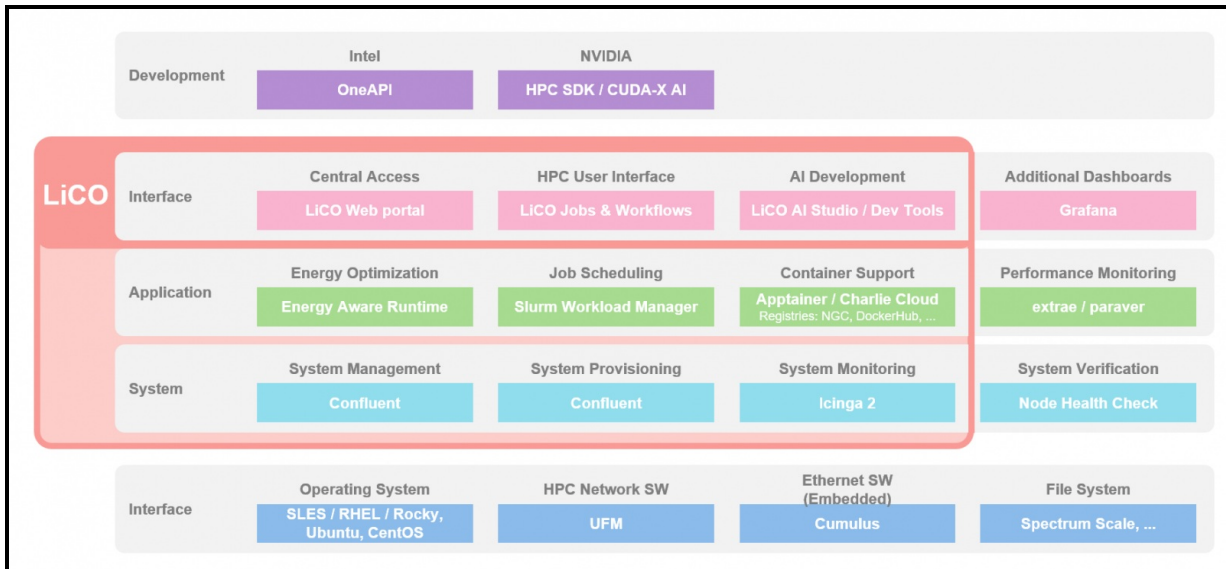 Intel
NVIDIA
Development
OneAPI
HPC SDK / CUDA-X AI
LiCO
Central Access
HPC User Interface
AI Development
Additional Dashboards
Interface
LiCO Web portal
LiCO Jobs & Workflows
LiCO AI Studio / Dev Tools
Grafana
Energy Optimization
Job Scheduling
Container Support
Performance Monitoring
Application
Energy Aware Runtime
Slurm Workload Manager
Apptainer / Charlie Cloud
Registries: NGC, DockerHub, ...
extrae / paraver
System Management
System Provisioning
System Monitoring
System Verification
System
Confluent
Confluent
Icinga 2
Node Health Check
Operating System
HPC Network SW
Ethernet SW
(Embedded)
File System
Interface
SLES / RHEL / Rocky,
Ubuntu, CentOS
UFM
Cumulus
Spectrum Scale, ...